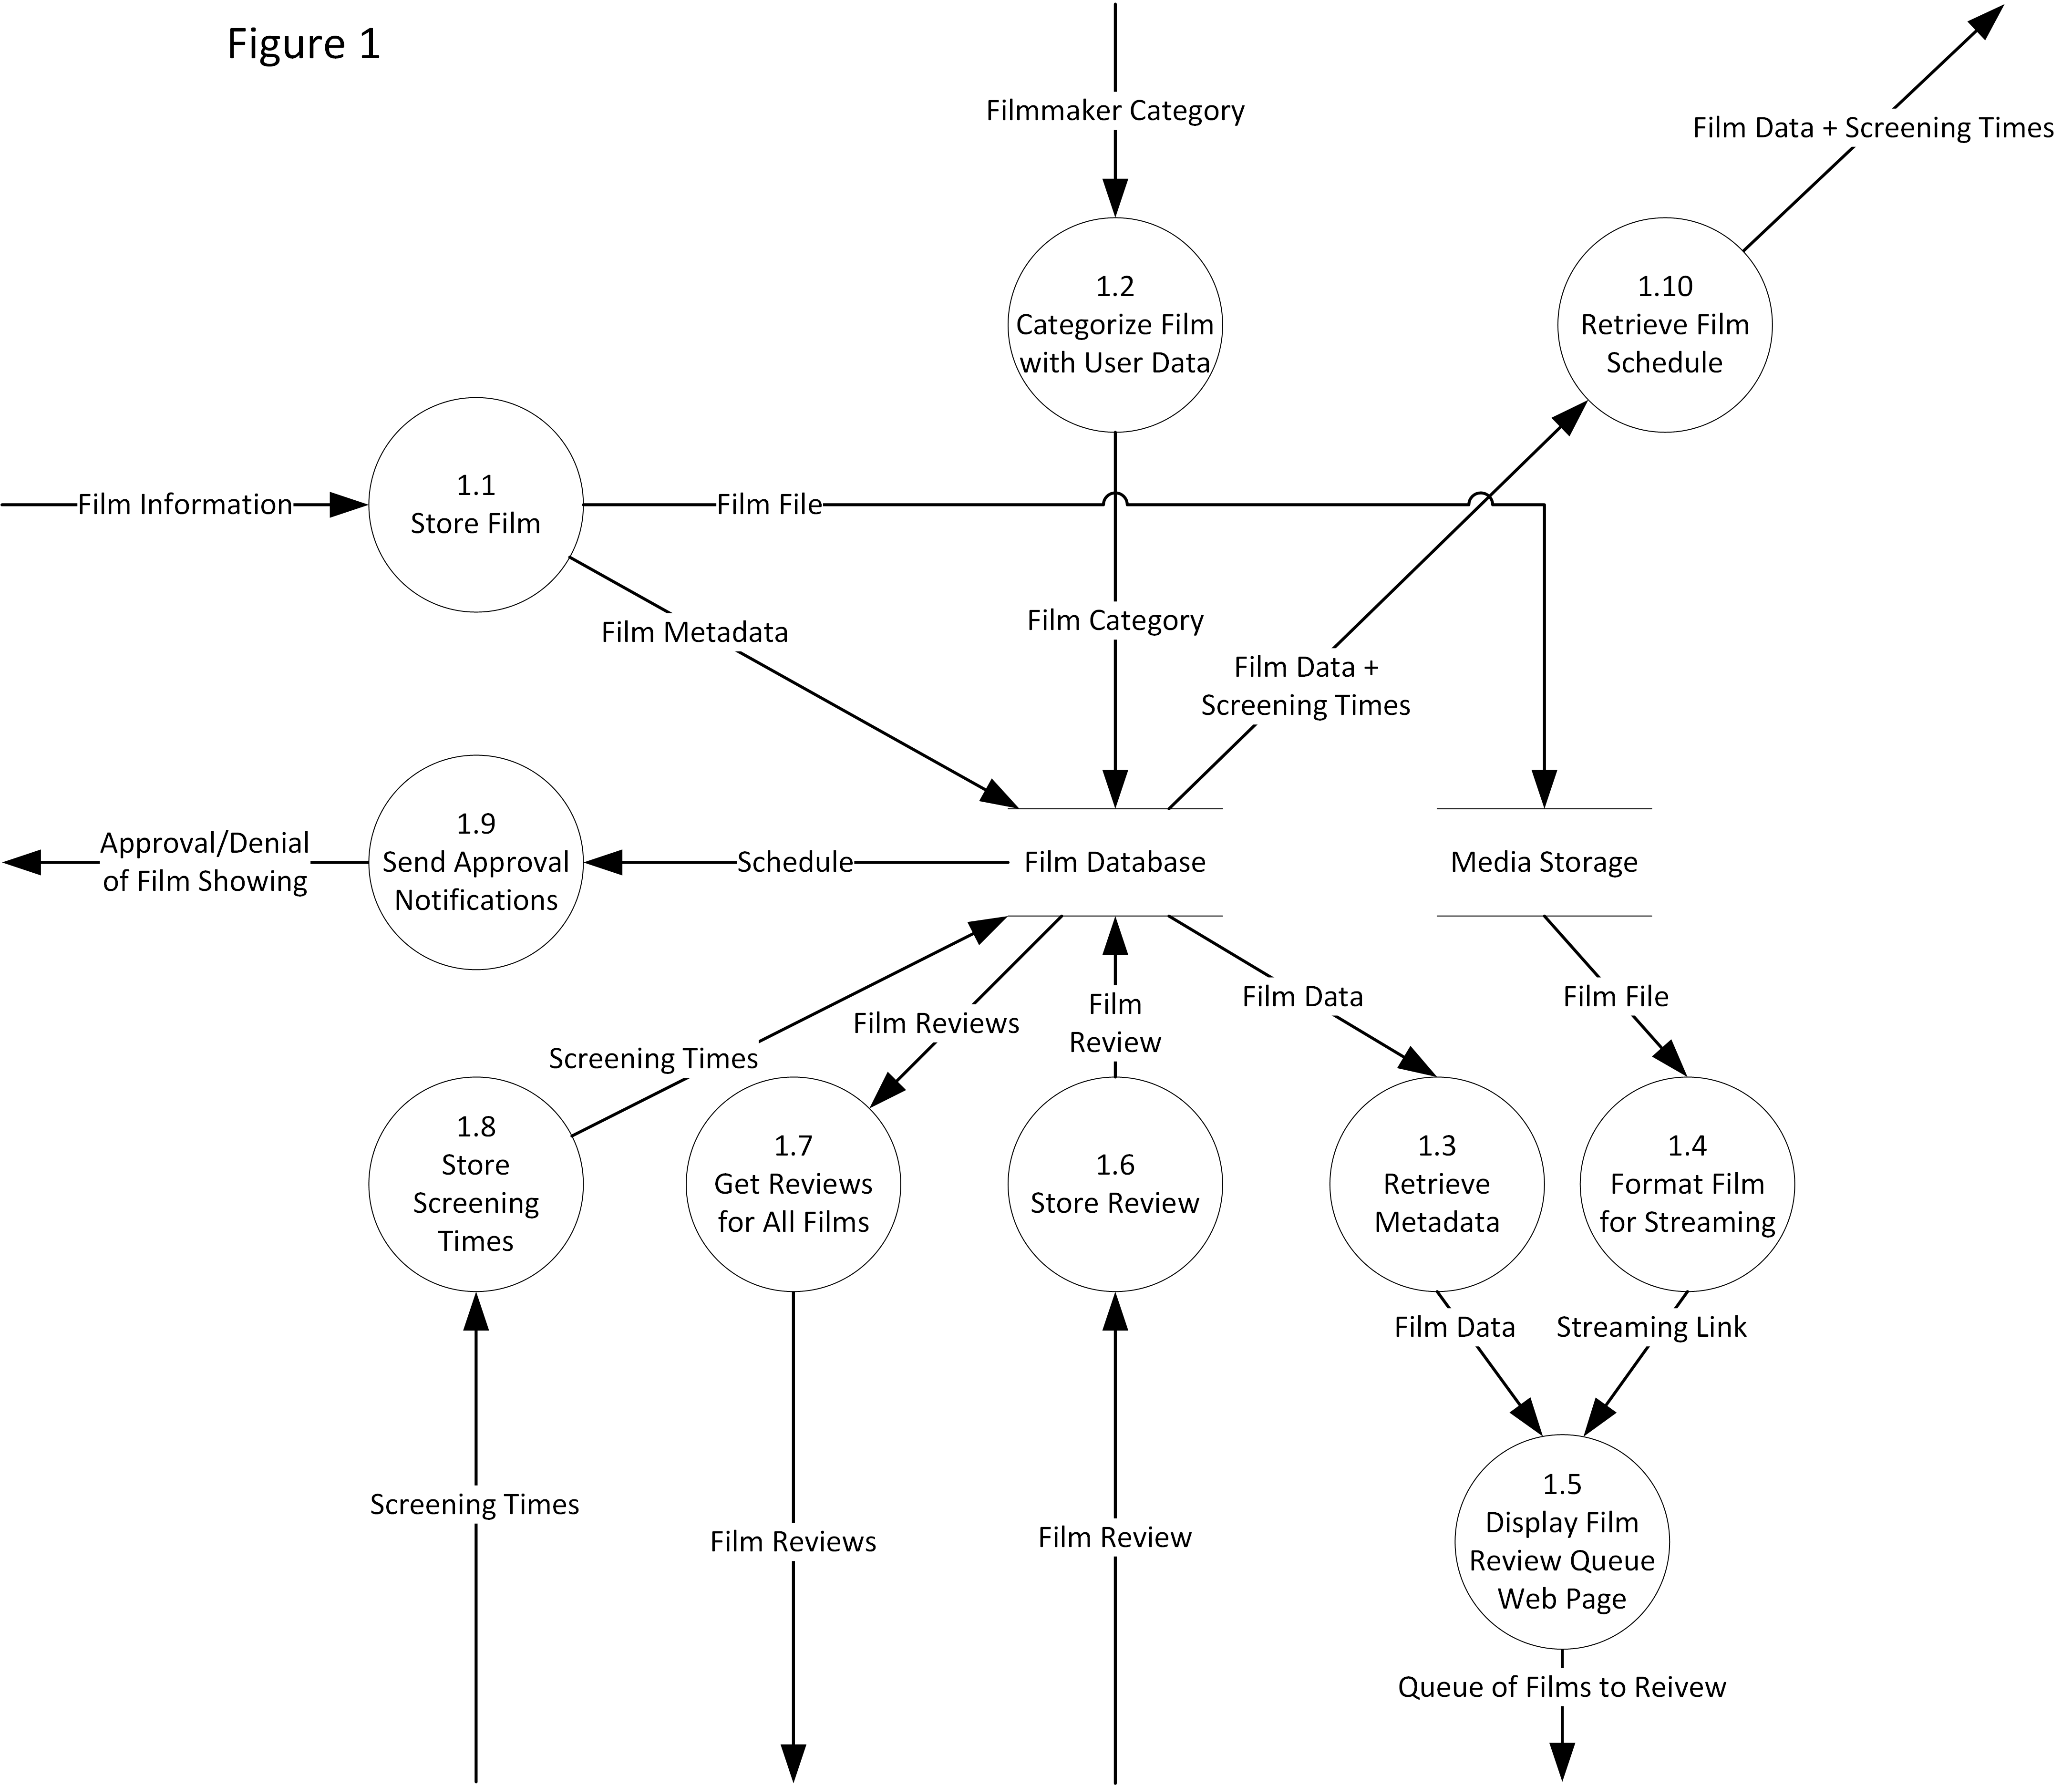 Figure 1
Filmmaker Category
Film Data + Screening Times
1.2
Categorize Film
with User Data
1.10
Retrieve Film
Schedule
Film Information
1.1
Store Film
Film File
Film Metadata
Film Category
Film Data +
Screening Times
Approval/Denial
of Film Showing
1.9
Send Approval
Notifications
Schedule
Film Database
Media Storage
Screening Times
Film Reviews
Film
Review
Film Data
Film File
1.8
Store
Screening
Times
1.7
Get Reviews
for All Films
1.6
Store Review
1.3
Retrieve
Metadata
1.4
Format Film
for Streaming
Film Data
Streaming Link
Screening Times
Film Reviews
Film Review
1.5
Display Film
Review Queue
Web Page
Queue of Films to Reivew